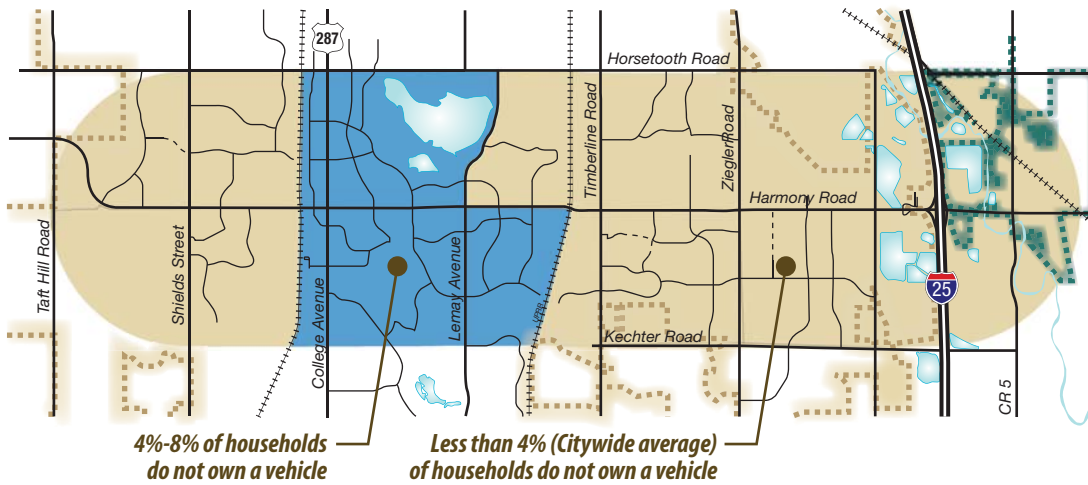 287
Horsetooth Road
Timberline Road
ZieglerRoad
Harmony Road
Taft Hill Road
Shields Street
College Avenue
Lemay Avenue
UPRR
25
Kechter Road
CR 5
4%-8% of households
do not own a vehicle
Less than 4% (Citywide average)
of households do not own a vehicle